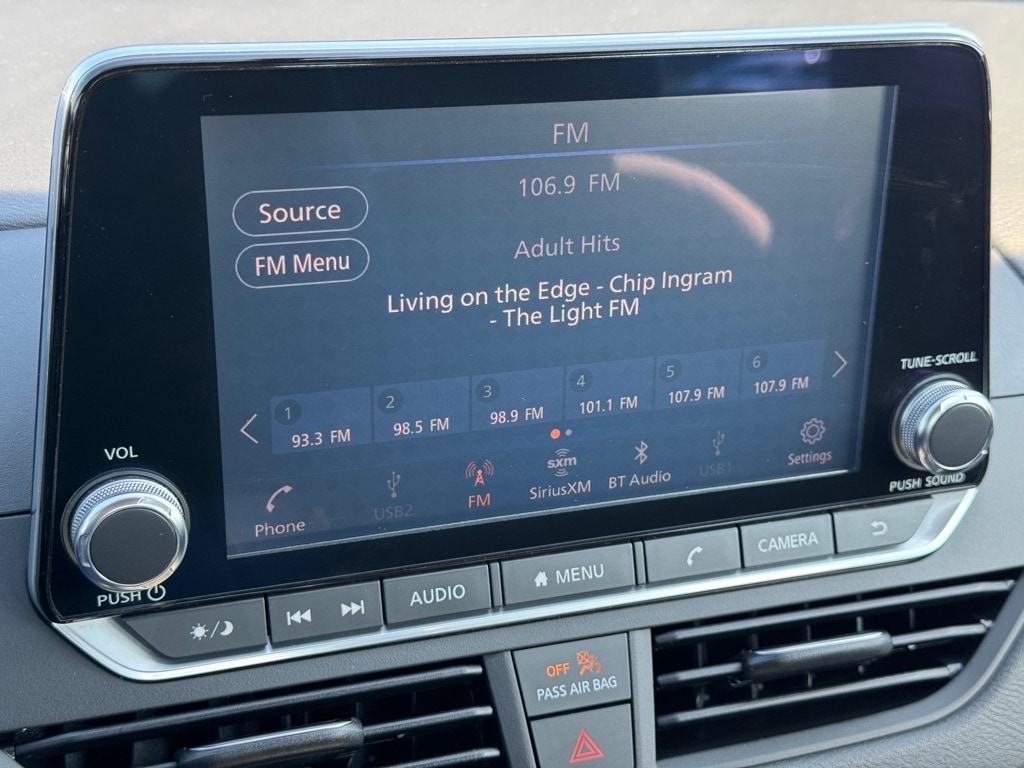 FM
106.9 FM
Source
Adult Hits
FM Menu
Living on the Edge - Chip Ingram
- The Light FM
1 2 3 4 5 6
93.3 FM 98.5 FM 98.9 FM 101.1 FM 107.9 FM 107.9 FM
sxm
Phone USB2 FM SiriusXM BT Audio USB1 Settings
TUNE·SCROLL
PUSH SOUND
VOL
PUSH
AUDIO MENU CAMERA
OFF
PASS AIR BAG